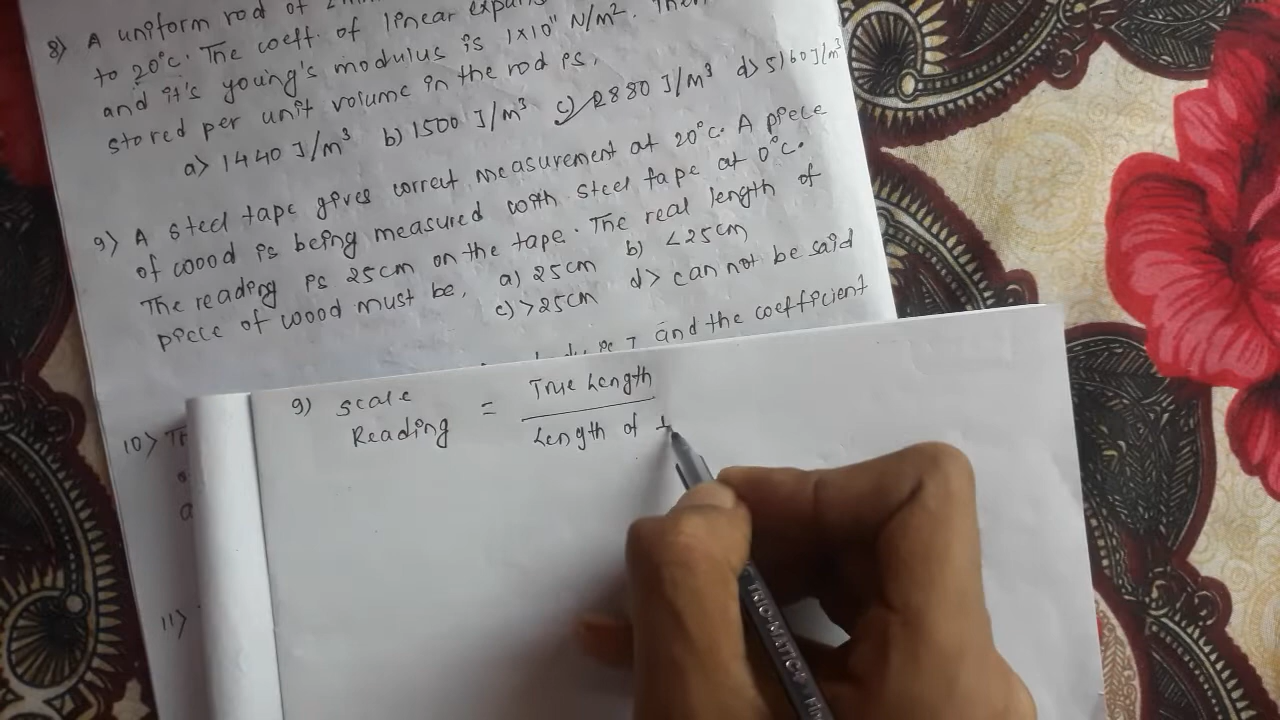 8) A uniform rod of
to 20°c. The coeff. of linear
and it's young's modulus is 1×10¹¹ N/m².
stored per unit volume in the rod is.
a> 1440 J/m³ b) 1500 J/m³ c) 2880 J/m³ d> 5160 J/m³
9) A steel tape gives correct measurement at 20°c. A piece
of wood is being measured with steel tape at 0°c.
The reading is 25cm on the tape. The real length of
piece of wood must be, a) 25cm b) <25cm
c) >25cm d> can not be said
and the coefficient
10>
11>
9) Scale
Reading = True Length
Length of
TRIO-MATICA